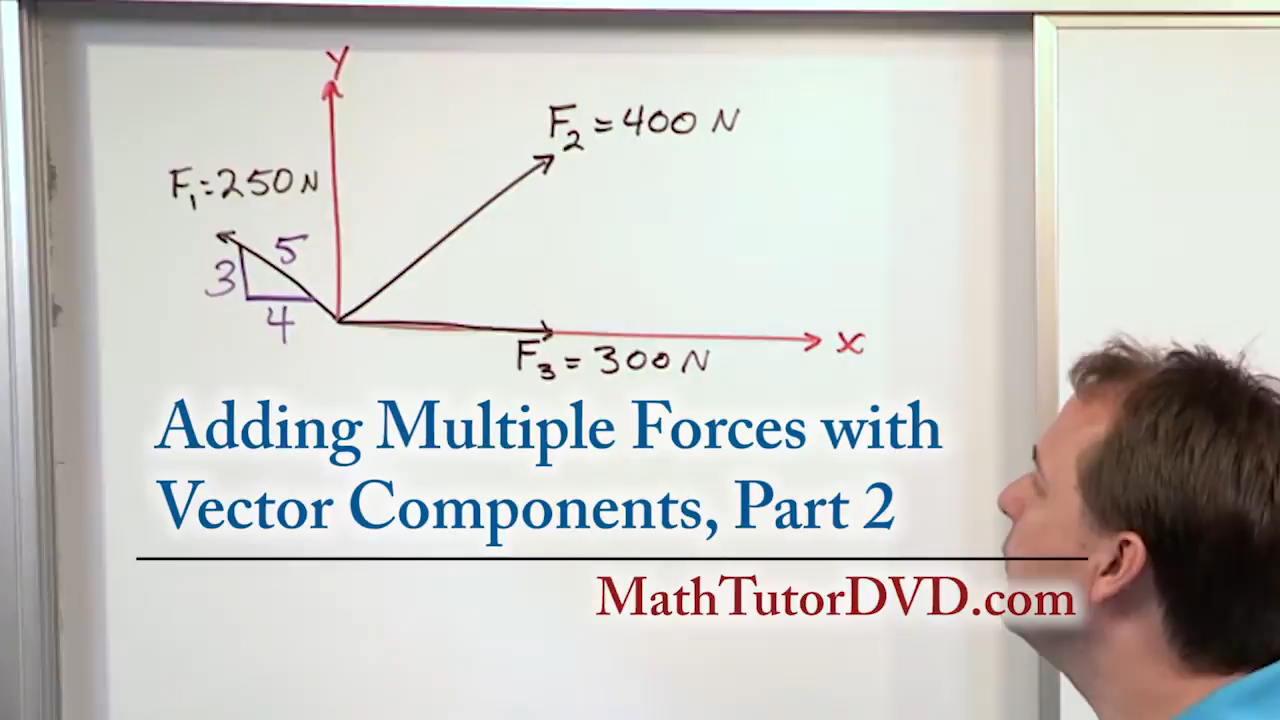 Y
F₂ = 400 N
F₁ = 250 N
5
3
4
X
F₃ = 300 N
Adding Multiple Forces with
Vector Components, Part 2
MathTutorDVD.com